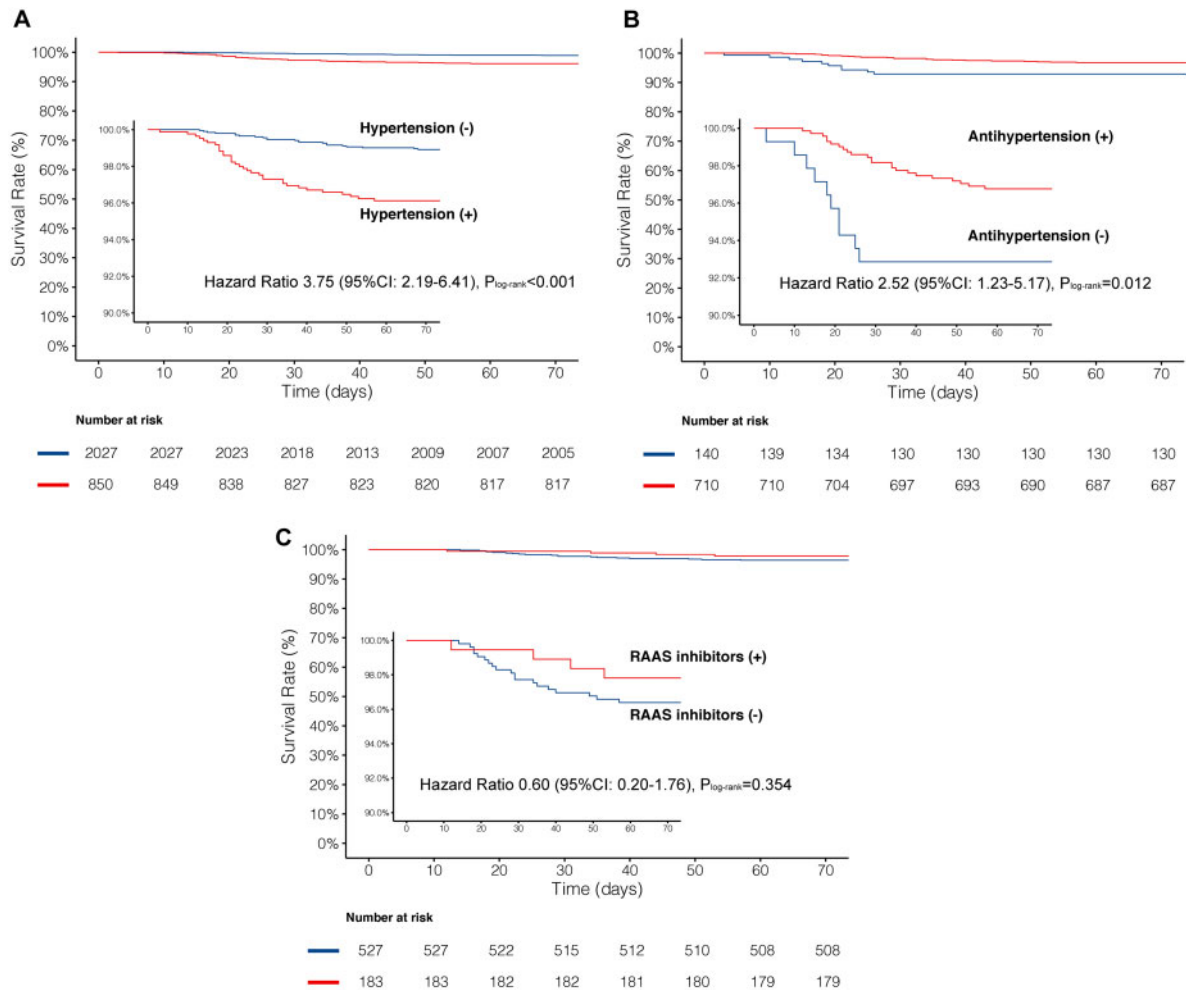 A
Survival Rate (%)
100%
90%
80%
70%
60%
50%
40%
30%
20%
10%
0%
100.0%
98.0%
96.0%
94.0%
92.0%
90.0%
Hypertension (-)
Hypertension (+)
Hazard Ratio 3.75 (95%CI: 2.19-6.41), Plog-rank<0.001
0 10 20 30 40 50 60 70
0 10 20 30 40 50 60 70
Time (days)
Number at risk
2027 2027 2023 2018 2013 2009 2007 2005
850 849 838 827 823 820 817 817
B
Survival Rate (%)
100%
90%
80%
70%
60%
50%
40%
30%
20%
10%
0%
100.0%
98.0%
96.0%
94.0%
92.0%
90.0%
Antihypertension (+)
Antihypertension (-)
Hazard Ratio 2.52 (95%CI: 1.23-5.17), Plog-rank=0.012
0 10 20 30 40 50 60 70
0 10 20 30 40 50 60 70
Time (days)
Number at risk
140 139 134 130 130 130 130 130
710 710 704 697 693 690 687 687
C
Survival Rate (%)
100%
90%
80%
70%
60%
50%
40%
30%
20%
10%
0%
100.0%
98.0%
96.0%
94.0%
92.0%
90.0%
RAAS inhibitors (+)
RAAS inhibitors (-)
Hazard Ratio 0.60 (95%CI: 0.20-1.76), Plog-rank=0.354
0 10 20 30 40 50 60 70
0 10 20 30 40 50 60 70
Time (days)
Number at risk
527 527 522 515 512 510 508 508
183 183 182 182 181 180 179 179